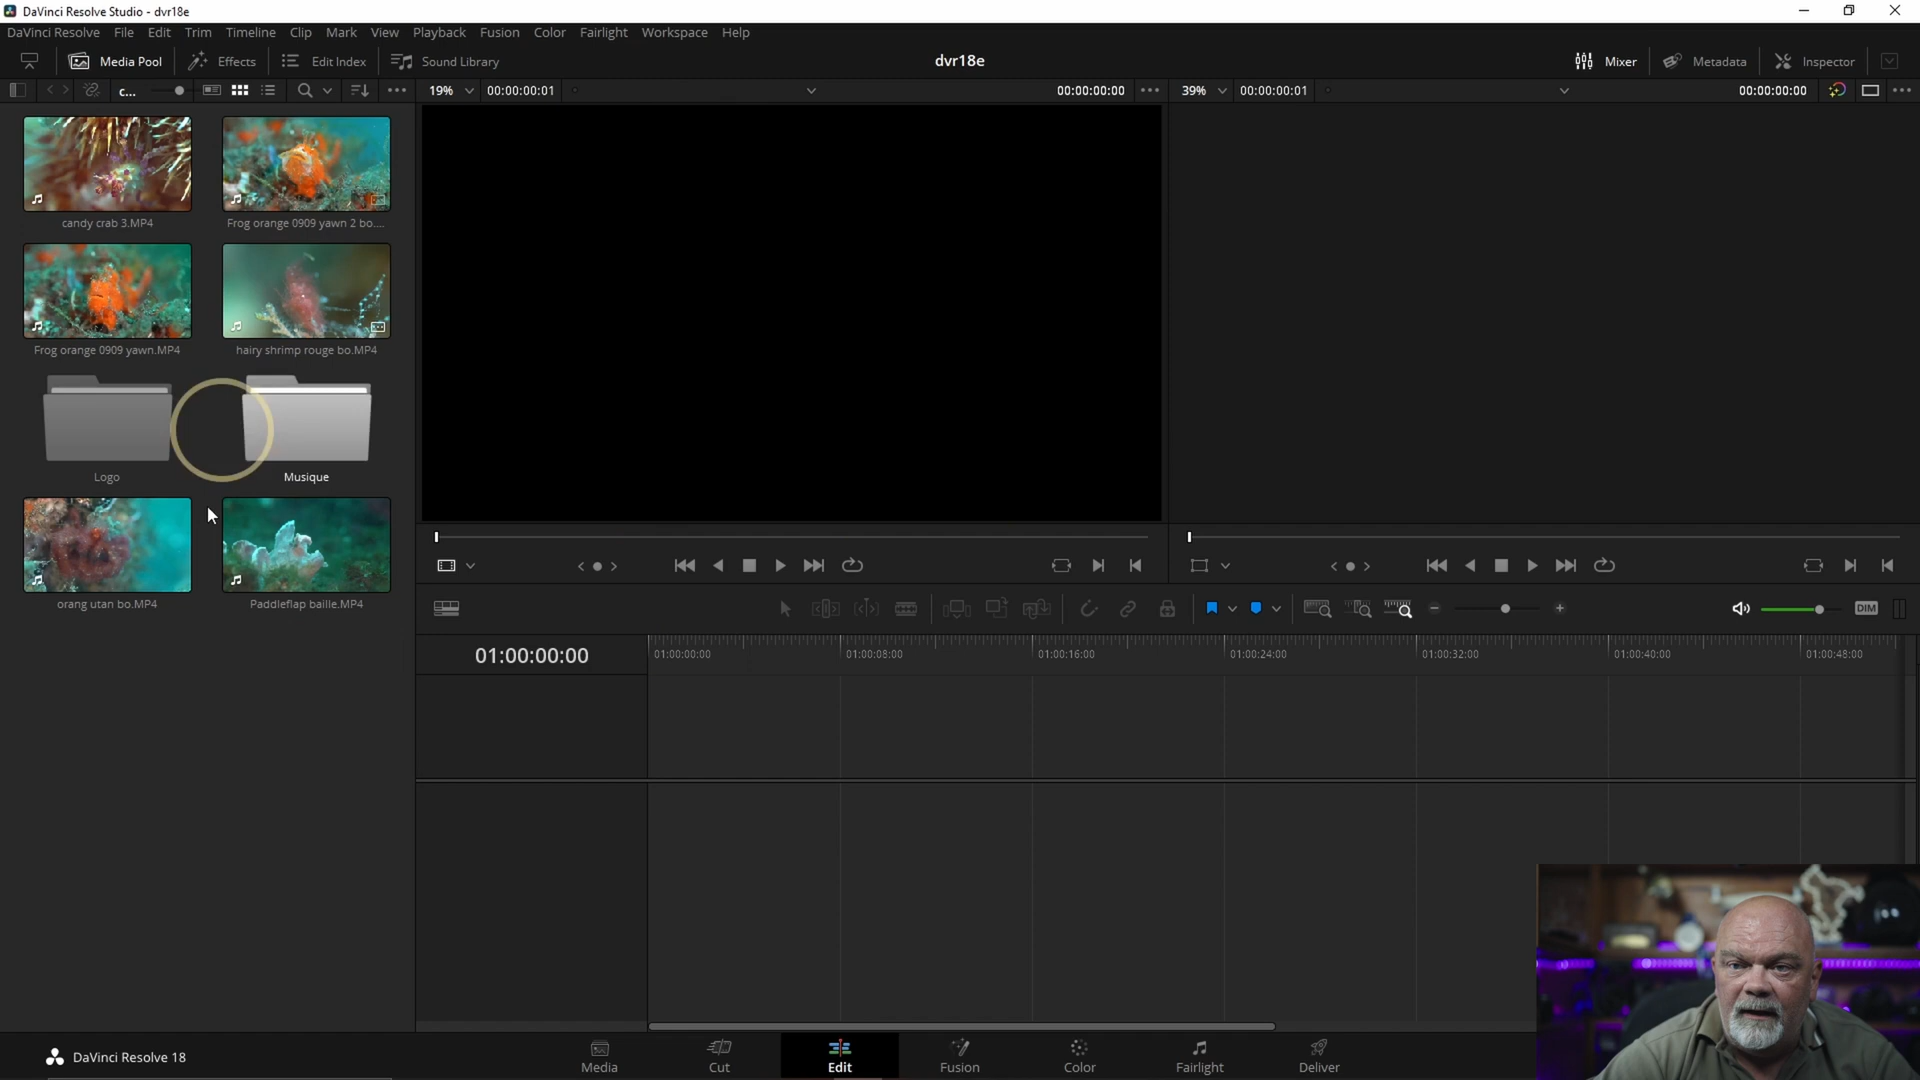 DaVinci Resolve Studio - dvr18e
DaVinci Resolve File Edit Trim Timeline Clip Mark View Playback Fusion Color Fairlight Workspace Help
Media Pool Effects Edit Index Sound Library dvr18e Mixer Metadata Inspector
c... 19% 00:00:00:01 00:00:00:00 39% 00:00:00:01 00:00:00:00
candy crab 3.MP4 Frog orange 0909 yawn 2 bo....
Frog orange 0909 yawn.MP4 hairy shrimp rouge bo.MP4
Logo Musique
orang utan bo.MP4 Paddleflap baille.MP4
DIM
01:00:00:00 01:00:00:00 01:00:08:00 01:00:16:00 01:00:24:00 01:00:32:00 01:00:40:00 01:00:48:00
DaVinci Resolve 18 Media Cut Edit Fusion Color Fairlight Deliver